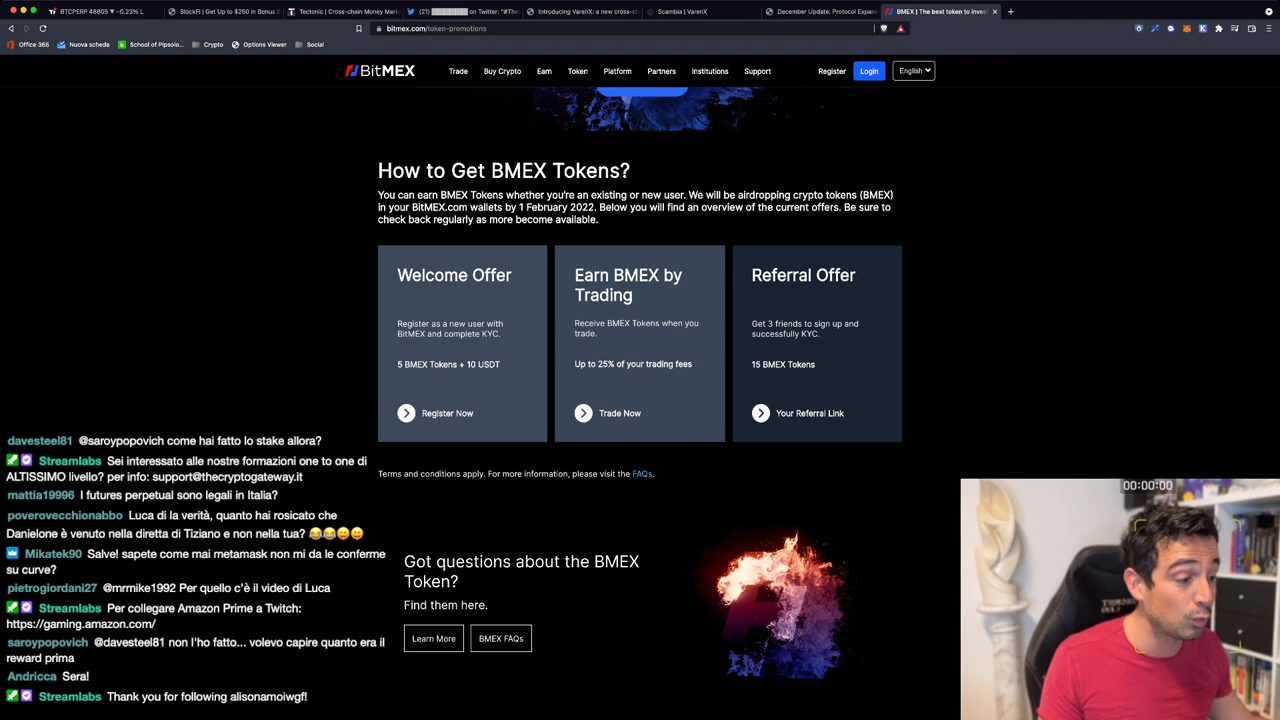 BTCPERP 48805 ▼ −0.23% L
BlockFi | Get Up to $250 in Bonus
Tectonic | Cross-chain Money Mark
(21) on Twitter: "#The
Introducing VarenX: a new cross-ch
Scambia | VarenX
December Update: Protocol Expan
BMEX | The best token to inves
bitmex.com/token-promotions
Office 365 Nuova scheda School of Pipsolo... Crypto Options Viewer Social
BitMEX Trade Buy Crypto Earn Token Platform Partners Institutions Support Register Login English
How to Get BMEX Tokens?
You can earn BMEX Tokens whether you're an existing or new user. We will be airdropping crypto tokens (BMEX)
in your BitMEX.com wallets by 1 February 2022. Below you will find an overview of the current offers. Be sure to
check back regularly as more become available.
Welcome Offer
Register as a new user with
BitMEX and complete KYC.
5 BMEX Tokens + 10 USDT
Register Now
Earn BMEX by
Trading
Receive BMEX Tokens when you
trade.
Up to 25% of your trading fees
Trade Now
Referral Offer
Get 3 friends to sign up and
successfully KYC.
15 BMEX Tokens
Your Referral Link
Terms and conditions apply. For more information, please visit the FAQs.
Got questions about the BMEX
Token?
Find them here.
Learn More
BMEX FAQs
davesteel81 @saroypopovich come hai fatto lo stake allora?
Streamlabs Sei interessato alle nostre formazioni one to one di
ALTISSIMO livello? per info: support@thecryptogateway.it
mattia19996 I futures perpetual sono legali in Italia?
poverovecchionabbo Luca di la verità, quanto hai rosicato che
Danielone è venuto nella diretta di Tiziano e non nella tua? 😂😂😋😋
Mikatek90 Salve! sapete come mai metamask non mi da le conferme
su curve?
pietrogiordani27 @mrmike1992 Per quello c'è il video di Luca
Streamlabs Per collegare Amazon Prime a Twitch:
https://gaming.amazon.com/
saroypopovich @davesteel81 non l'ho fatto... volevo capire quanto era il
reward prima
Andricca Sera!
Streamlabs Thank you for following alisonamoiwgf!
00:00:00